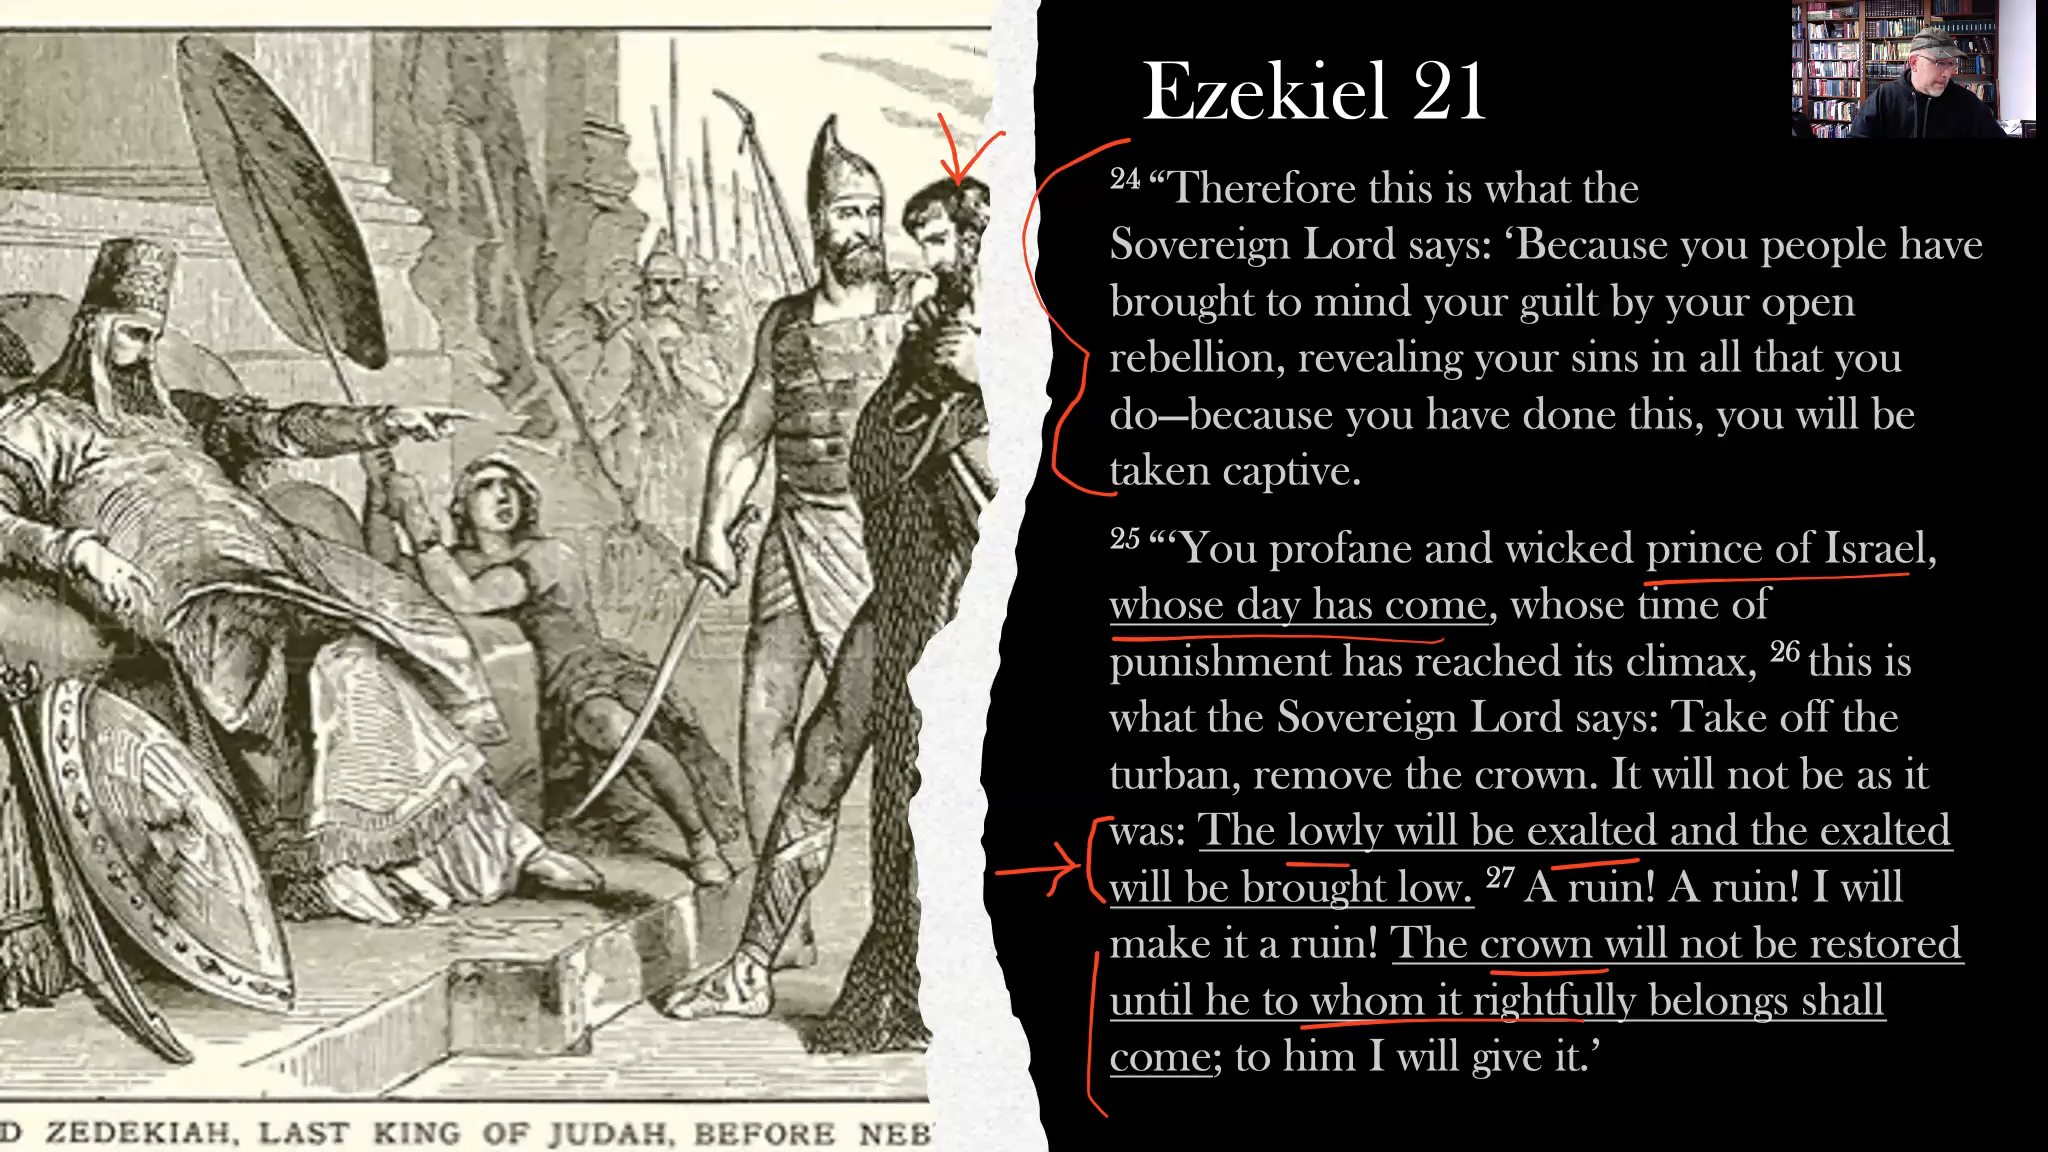 Ezekiel 21
24 “Therefore this is what the
Sovereign Lord says: ‘Because you people have
brought to mind your guilt by your open
rebellion, revealing your sins in all that you
do—because you have done this, you will be
taken captive.
25 “‘You profane and wicked prince of Israel,
whose day has come, whose time of
punishment has reached its climax, 26 this is
what the Sovereign Lord says: Take off the
turban, remove the crown. It will not be as it
was: The lowly will be exalted and the exalted
will be brought low. 27 A ruin! A ruin! I will
make it a ruin! The crown will not be restored
until he to whom it rightfully belongs shall
come; to him I will give it.’
D ZEDEKIAH, LAST KING OF JUDAH, BEFORE NEB